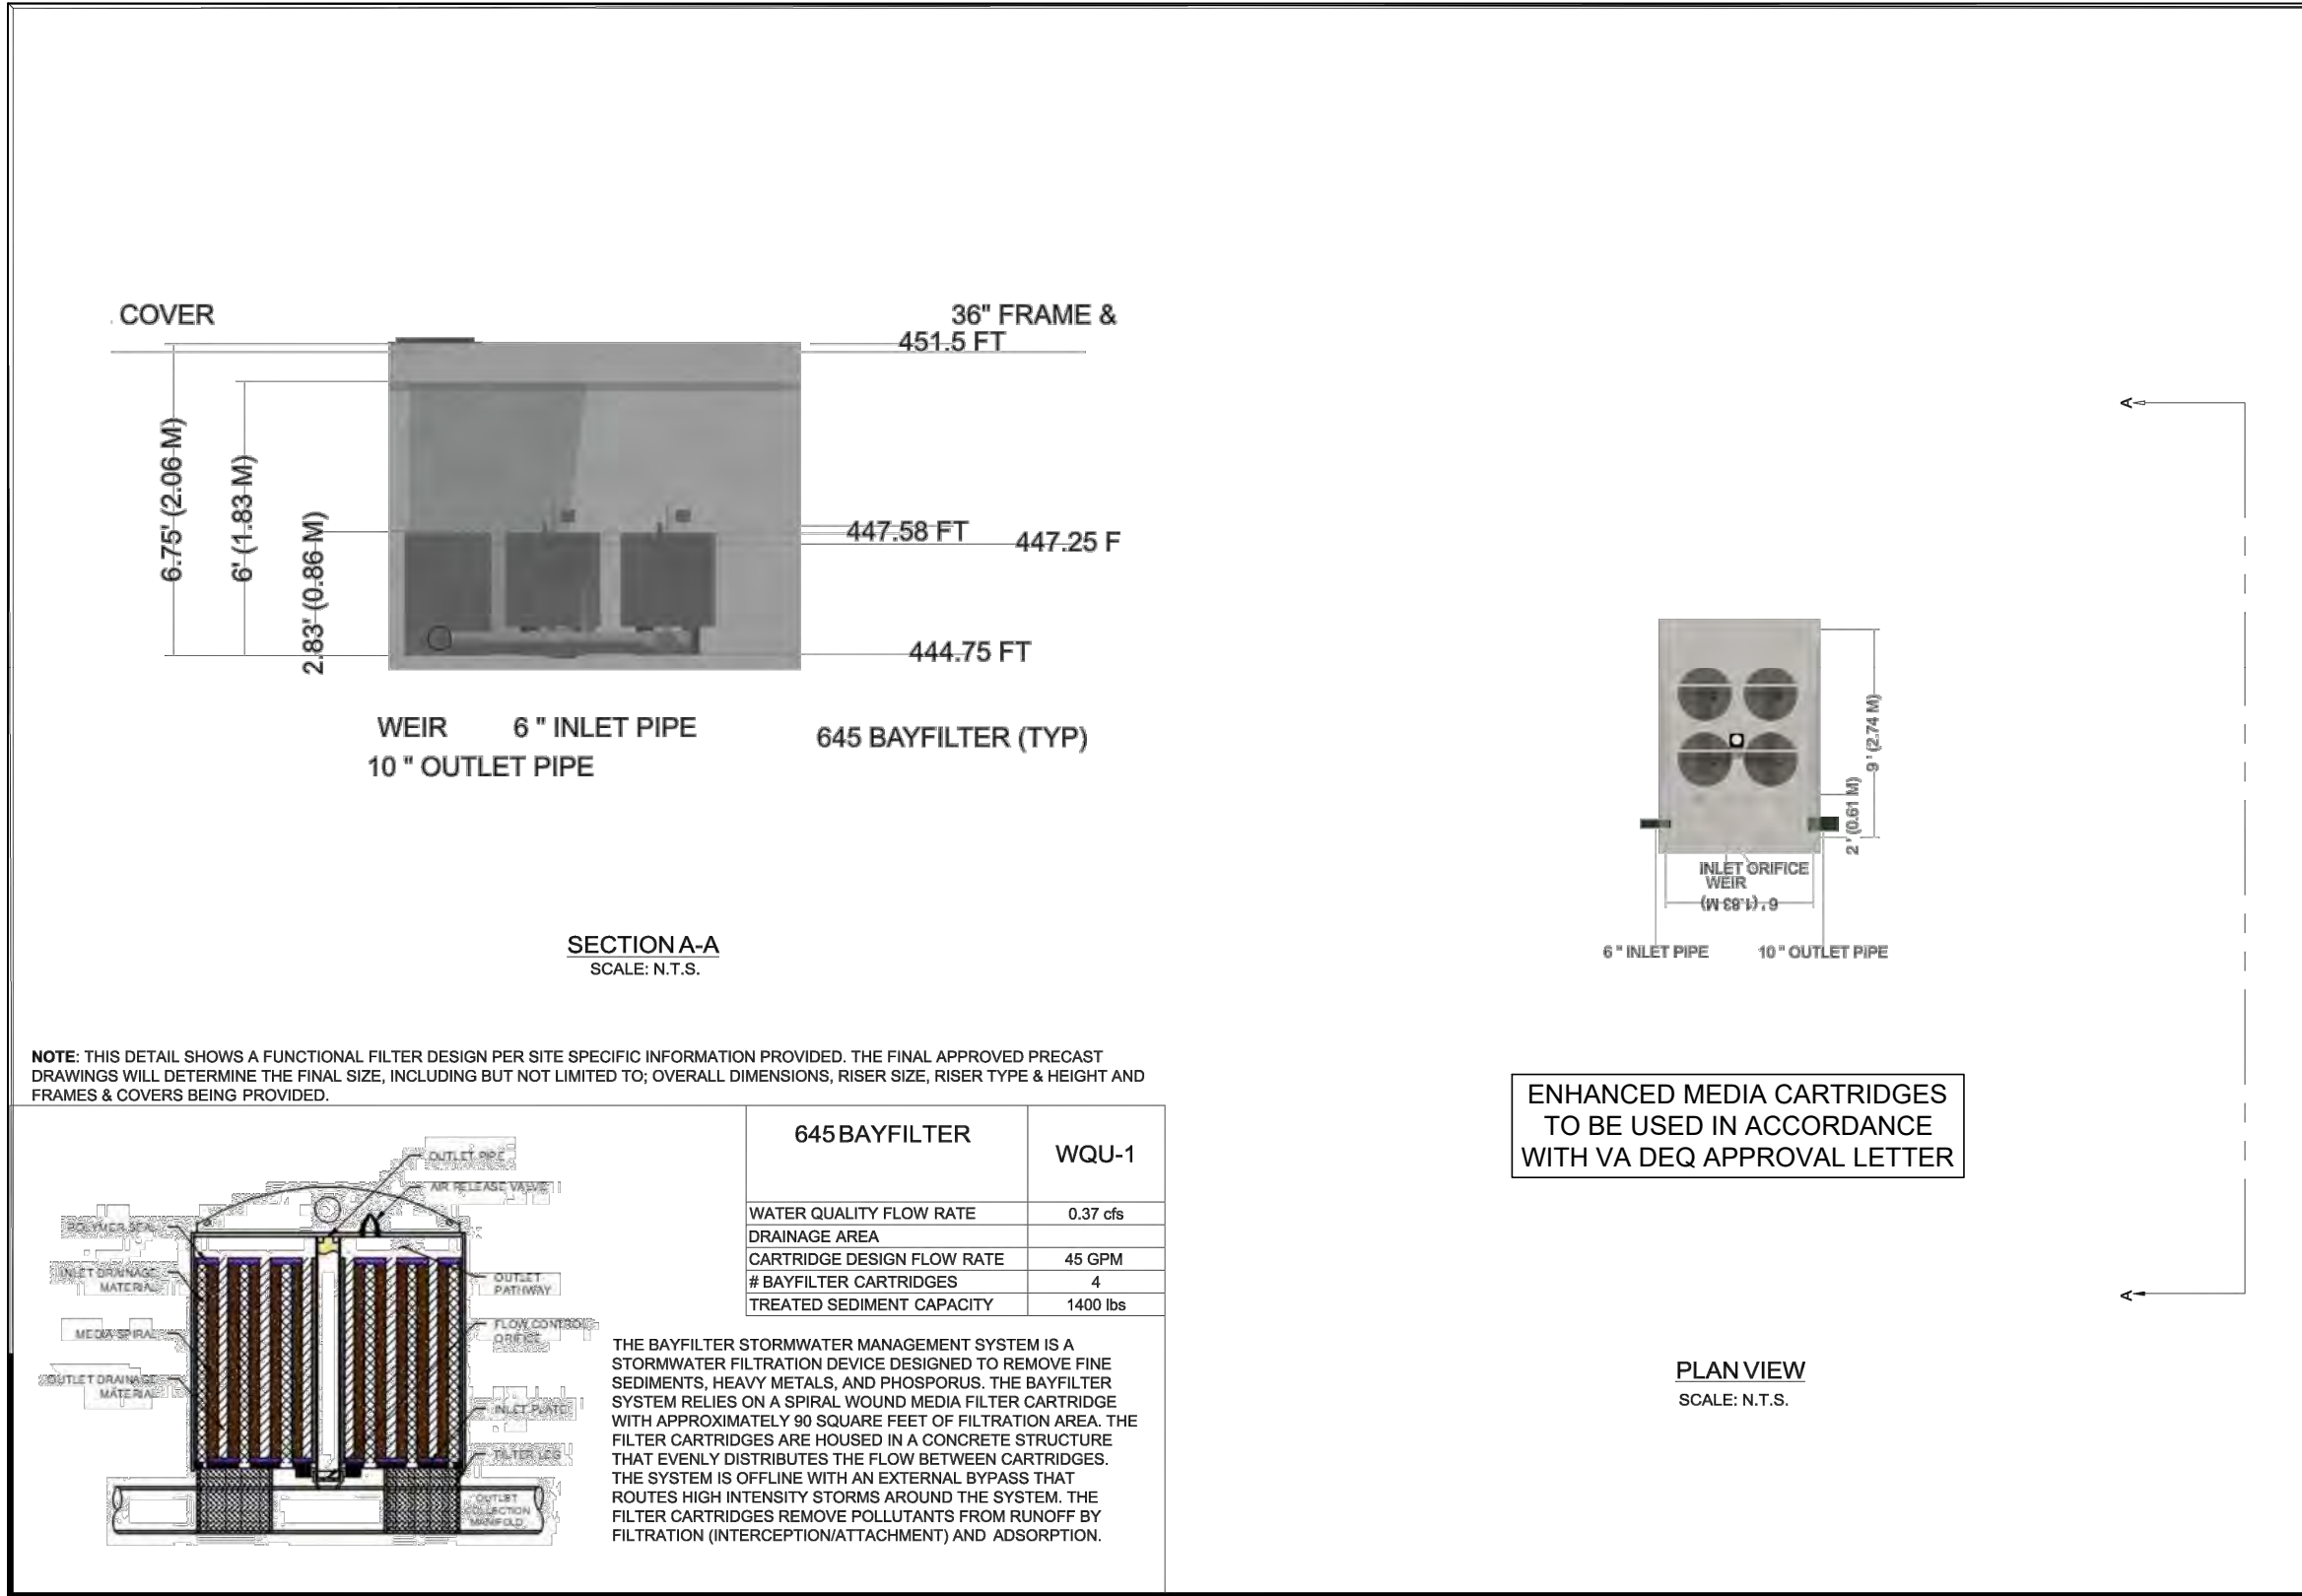 COVER
36" FRAME &
451.5 FT
6.75' (2.06 M)
6' (1.83 M)
2.83' (0.86 M)
447.58 FT
447.25 F
444.75 FT
WEIR
6 " INLET PIPE
645 BAYFILTER (TYP)
10 " OUTLET PIPE
SECTION A-A
SCALE: N.T.S.
A
9 ' (2.74 M)
2 ' (0.61 M)
INLET ORIFICE
WEIR
6 ' (1.83 M)
6 " INLET PIPE
10 " OUTLET PIPE
A
ENHANCED MEDIA CARTRIDGES
TO BE USED IN ACCORDANCE
WITH VA DEQ APPROVAL LETTER
PLAN VIEW
SCALE: N.T.S.
NOTE: THIS DETAIL SHOWS A FUNCTIONAL FILTER DESIGN PER SITE SPECIFIC INFORMATION PROVIDED. THE FINAL APPROVED PRECAST
DRAWINGS WILL DETERMINE THE FINAL SIZE, INCLUDING BUT NOT LIMITED TO; OVERALL DIMENSIONS, RISER SIZE, RISER TYPE & HEIGHT AND
FRAMES & COVERS BEING PROVIDED.
OUTLET PIPE
AIR RELEASE VALVE
POLYMER SEAL
INLET DRAINAGE
MATERIAL
MEDIA SPIRAL
OUTLET DRAINAGE
MATERIAL
OUTLET
PATHWAY
FLOW CONTROL
ORIFICE
INLET PLATE
FILTER LEG
OUTLET
COLLECTION
MANIFOLD
645 BAYFILTER WQU-1
WATER QUALITY FLOW RATE 0.37 cfs
DRAINAGE AREA
CARTRIDGE DESIGN FLOW RATE 45 GPM
# BAYFILTER CARTRIDGES 4
TREATED SEDIMENT CAPACITY 1400 lbs
THE BAYFILTER STORMWATER MANAGEMENT SYSTEM IS A
STORMWATER FILTRATION DEVICE DESIGNED TO REMOVE FINE
SEDIMENTS, HEAVY METALS, AND PHOSPORUS. THE BAYFILTER
SYSTEM RELIES ON A SPIRAL WOUND MEDIA FILTER CARTRIDGE
WITH APPROXIMATELY 90 SQUARE FEET OF FILTRATION AREA. THE
FILTER CARTRIDGES ARE HOUSED IN A CONCRETE STRUCTURE
THAT EVENLY DISTRIBUTES THE FLOW BETWEEN CARTRIDGES.
THE SYSTEM IS OFFLINE WITH AN EXTERNAL BYPASS THAT
ROUTES HIGH INTENSITY STORMS AROUND THE SYSTEM. THE
FILTER CARTRIDGES REMOVE POLLUTANTS FROM RUNOFF BY
FILTRATION (INTERCEPTION/ATTACHMENT) AND ADSORPTION.